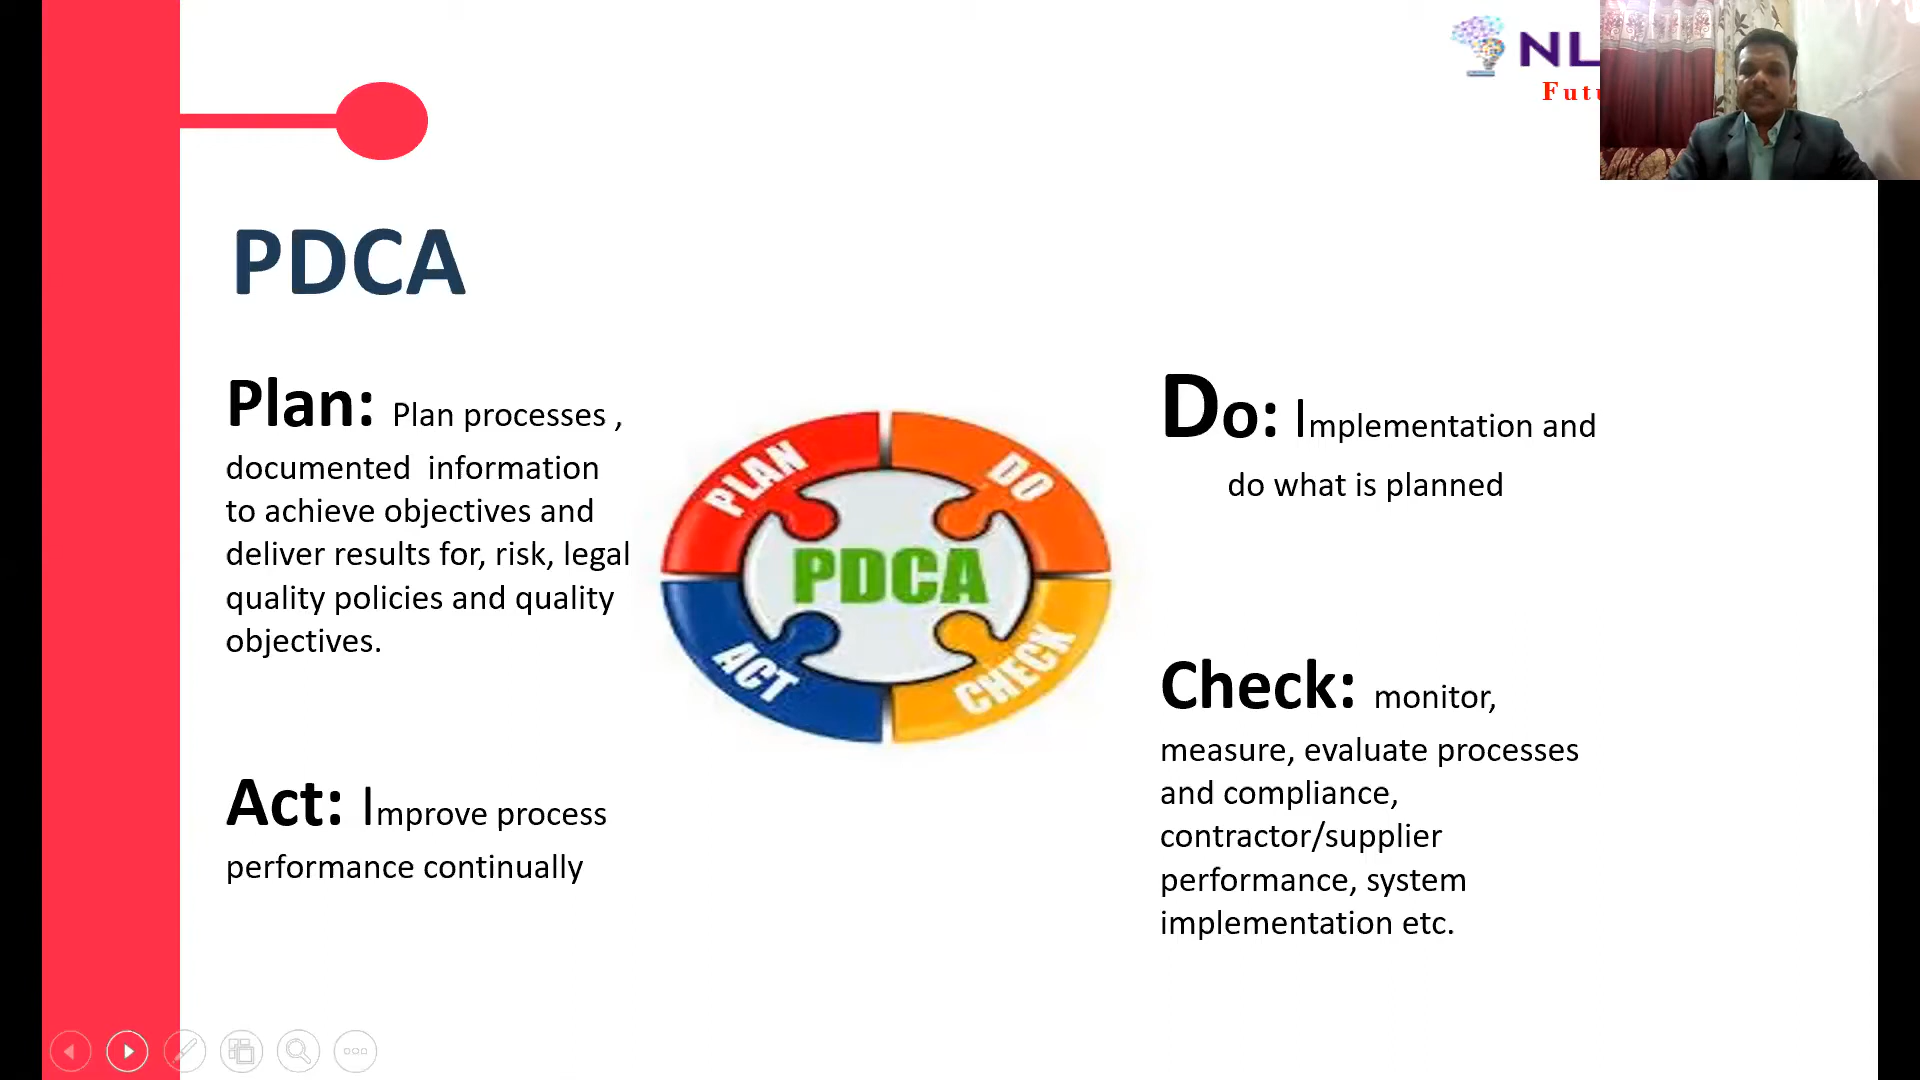 NL
Futu
PDCA
Plan: Plan processes ,
documented information
to achieve objectives and
deliver results for, risk, legal
quality policies and quality
objectives.
Act: Improve process
performance continually
PLAN
DO
PDCA
ACT
CHECK
Do: Implementation and
do what is planned
Check: monitor,
measure, evaluate processes
and compliance,
contractor/supplier
performance, system
implementation etc.